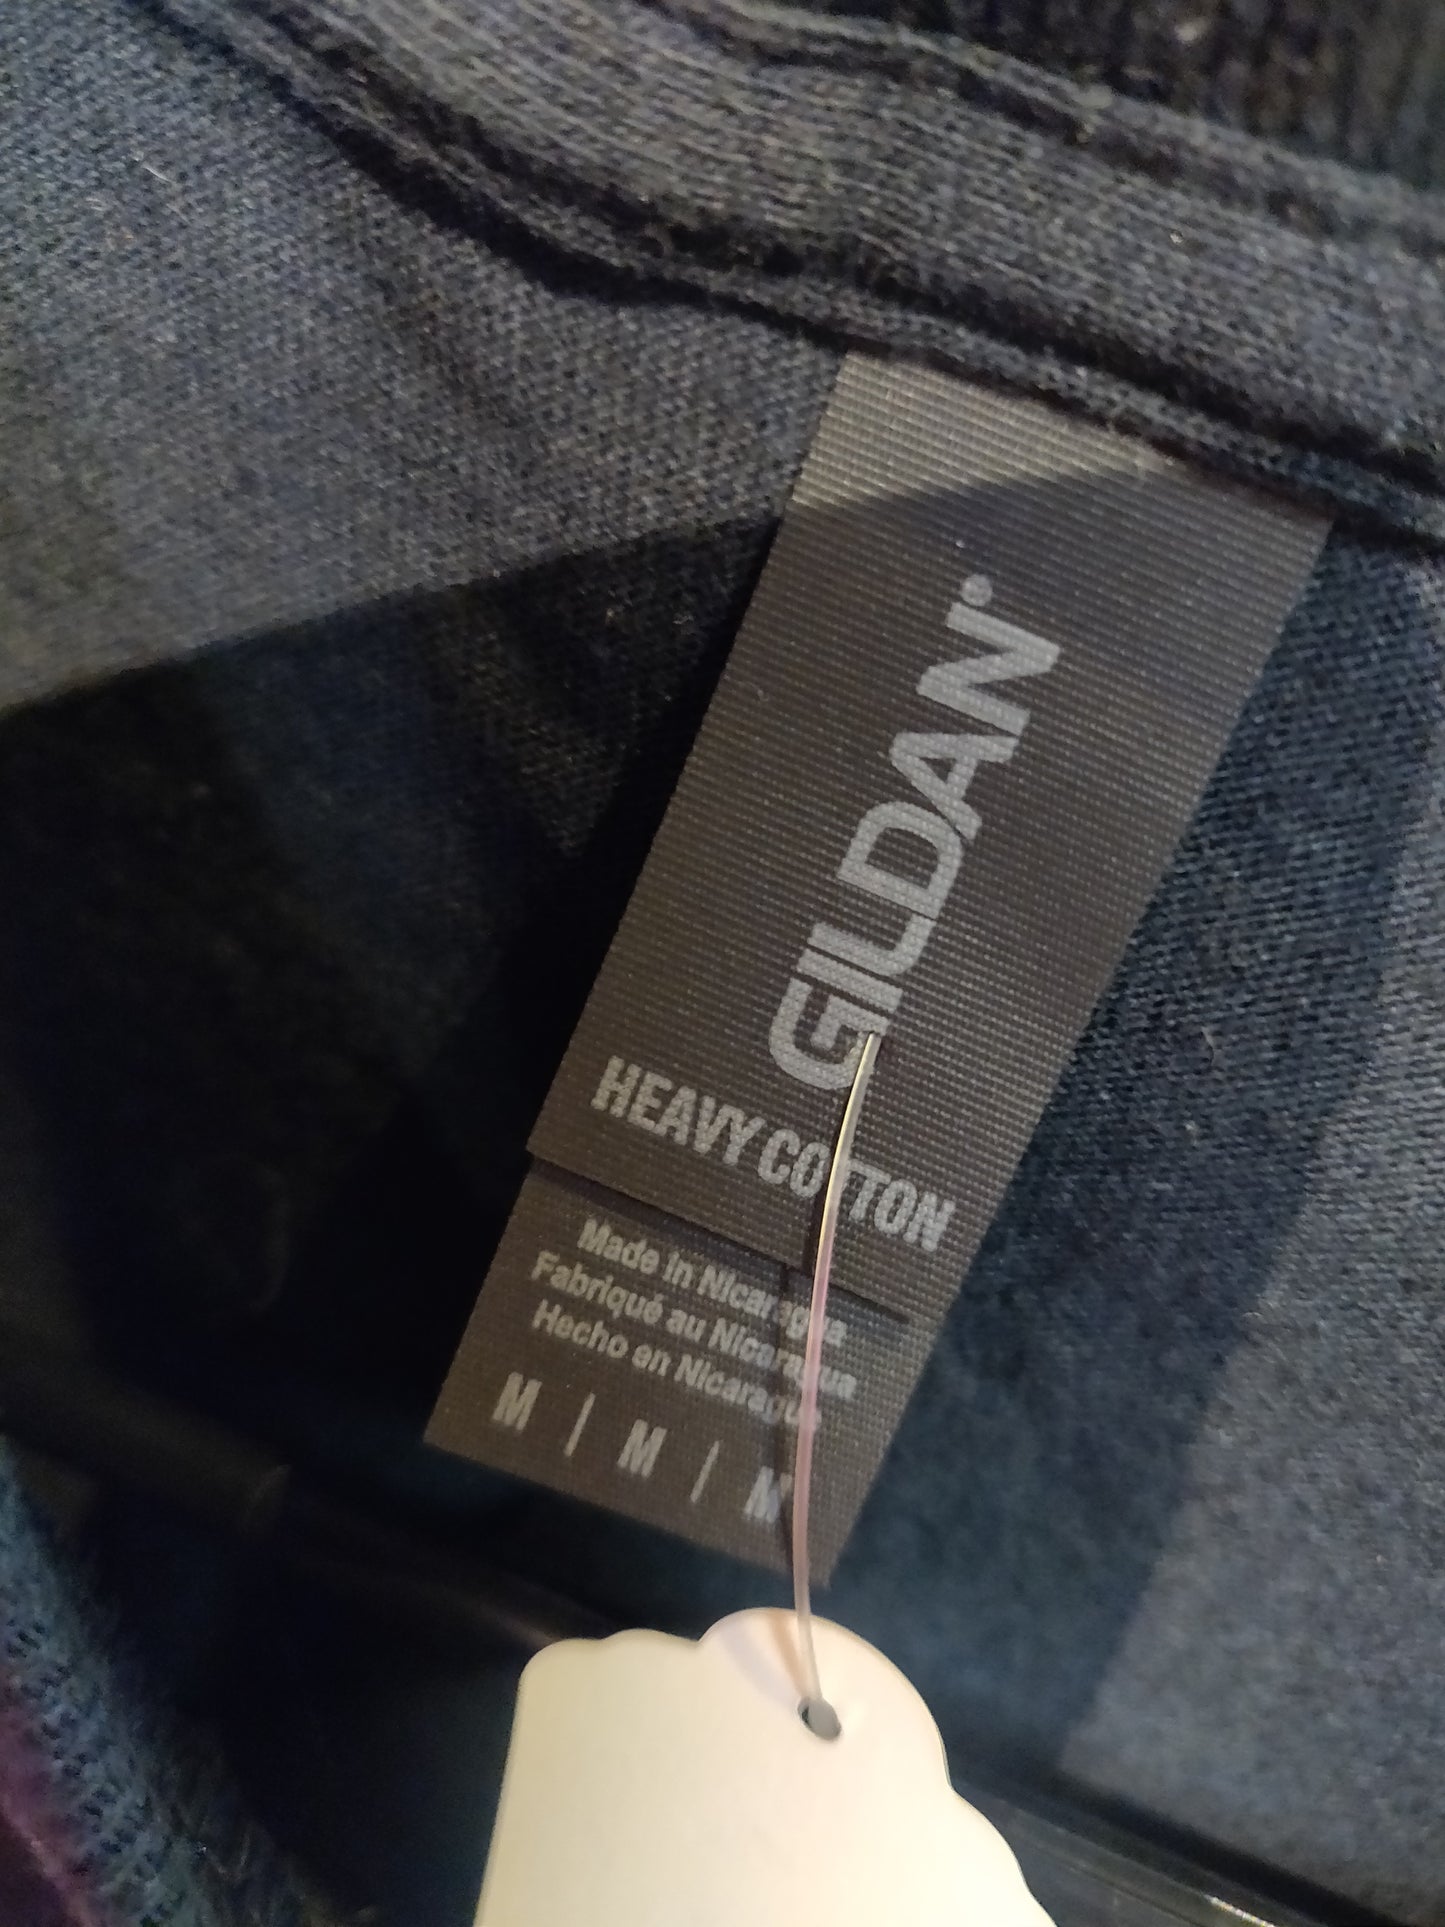 GILDAN®
HEAVY COTTON
Made in Nicaragua
Fabriqué au Nicaragua
Hecho en Nicaragua
M | M | M